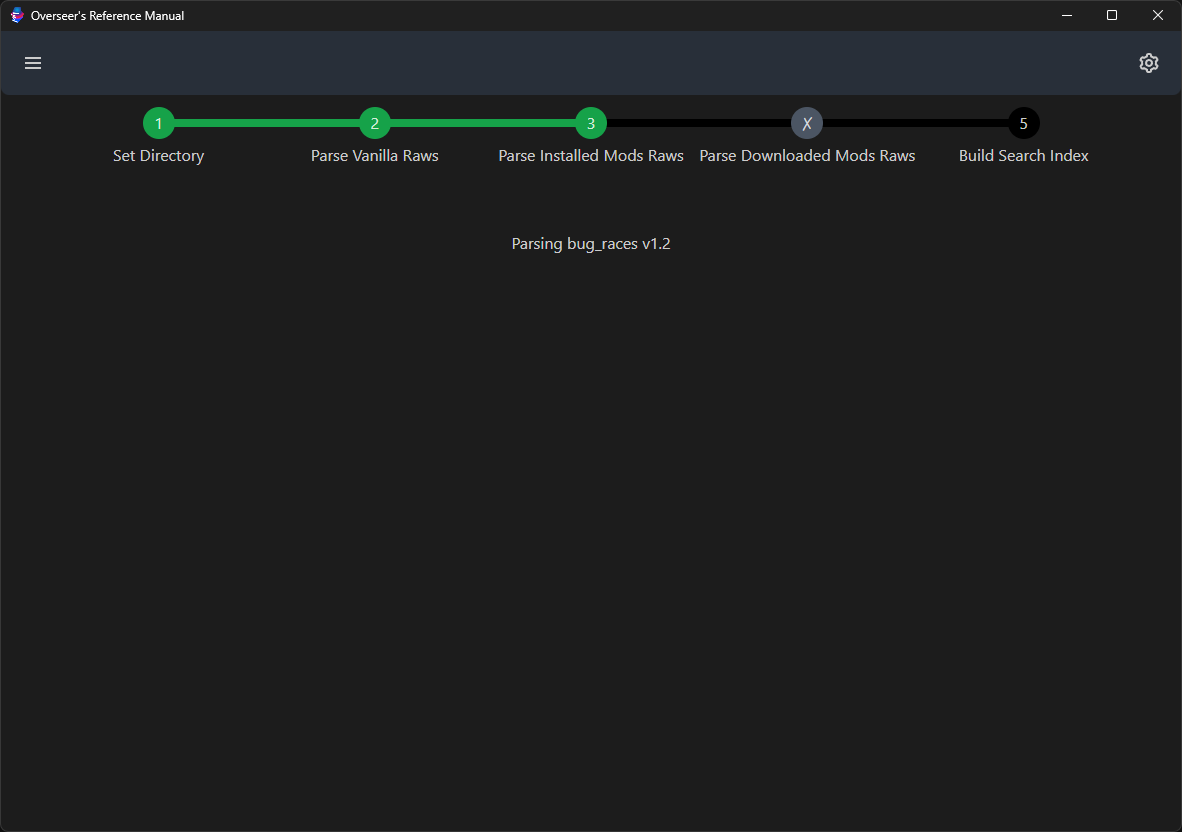 Overseer's Reference Manual
1 2 3 X 5
Set Directory Parse Vanilla Raws Parse Installed Mods Raws Parse Downloaded Mods Raws Build Search Index
Parsing bug_races v1.2